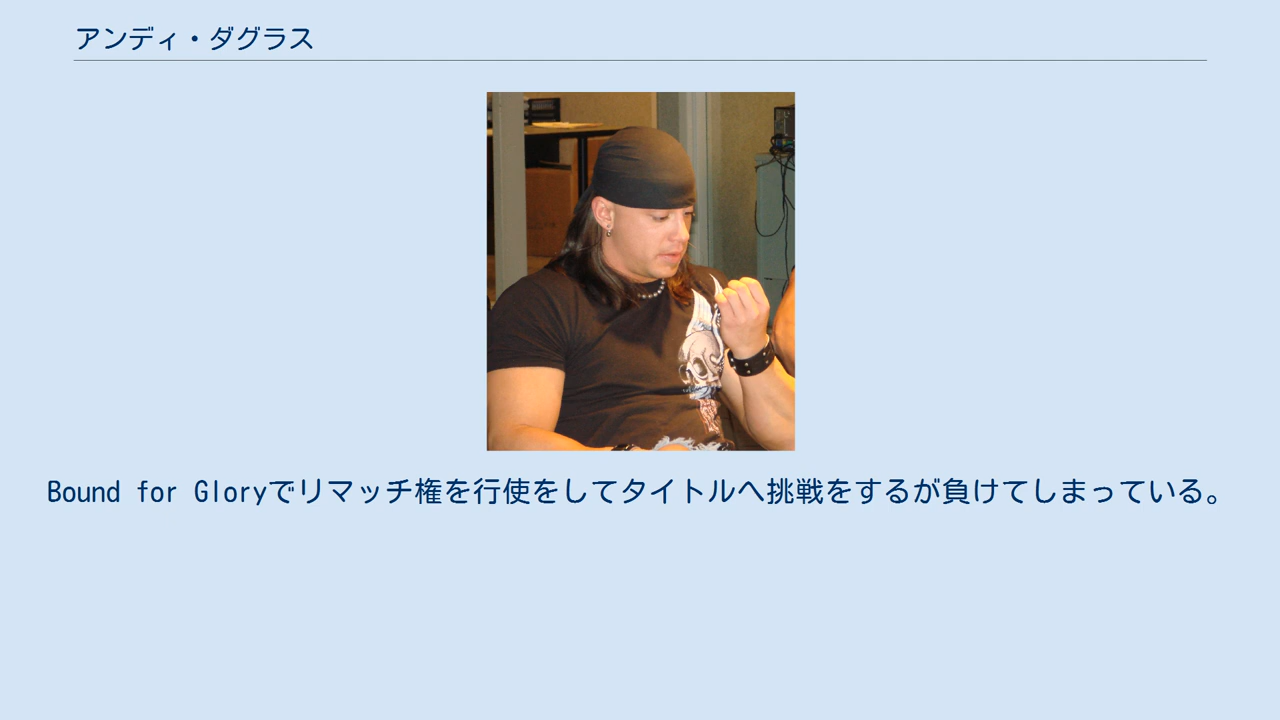 アンディ・ダグラス
Bound for Gloryでリマッチ権を行使をしてタイトルへ挑戦をするが負けてしまっている。